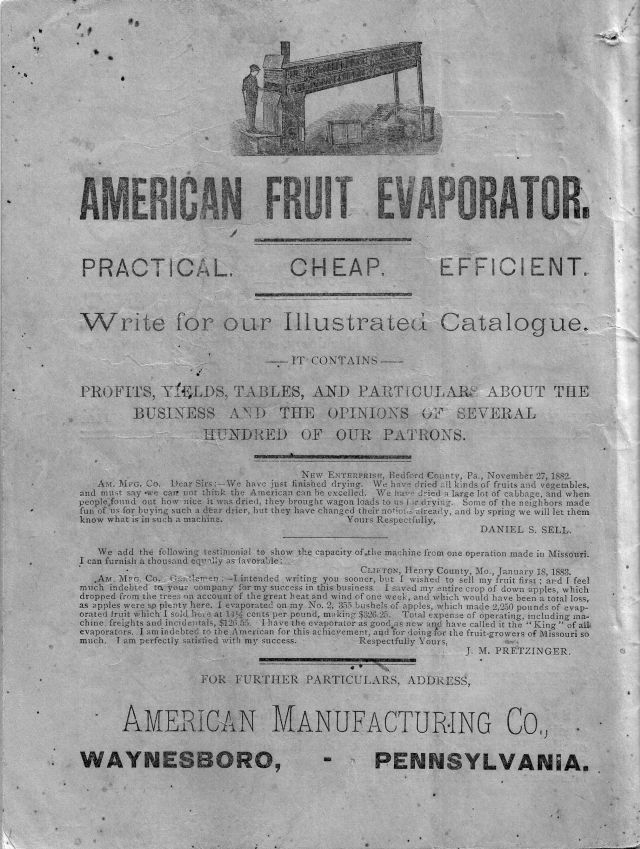 AMERICAN FRUIT EVAPORATOR.
PRACTICAL. CHEAP. EFFICIENT.
Write for our Illustrated Catalogue.
IT CONTAINS
PROFITS, YIELDS, TABLES, AND PARTICULARS ABOUT THE
BUSINESS AND THE OPINIONS OF SEVERAL
HUNDRED OF OUR PATRONS.
NEW ENTERPRISE, Bedford County, Pa., November 27, 1882.
AM. MFG. CO. Dear Sirs:—We have just finished drying. We have dried all kinds of fruits and vegetables,
and must say we can not think the American can be excelled. We have dried a large lot of cabbage, and when
people found out how nice it was dried, they brought wagon loads to us for drying. Some of the neighbors made
fun of us for buying such a dear drier, but they have changed their notions already, and by spring we will let them
know what is in such a machine. Yours Respectfully,
DANIEL S. SELL.
We add the following testimonial to show the capacity of the machine from one operation made in Missouri.
I can furnish a thousand equally as favorable:
CLIFTON, Henry County, Mo., January 18, 1883.
AM. MFG. CO. Gentlemen:—I intended writing you sooner, but I wished to sell my fruit first; and I feel
much indebted to your company for my success in this business. I saved my entire crop of down apples, which
dropped from the trees on account of the great heat and wind of one week, and which would have been a total loss,
as apples were so plenty here. I evaporated on my No. 2, 355 bushels of apples, which made 2,250 pounds of evap-
orated fruit which I sold here at 14½ cents per pound, making $326.25. Total expense of operating, including ma-
chine, freights and incidentals, $126.55. I have the evaporator as good as new and have called it the "King" of all
evaporators. I am indebted to the American for this achievement, and for doing for the fruit-growers of Missouri so
much. I am perfectly satisfied with my success. Respectfully Yours,
J. M. PRETZINGER.
FOR FURTHER PARTICULARS, ADDRESS,
AMERICAN MANUFACTURING CO.,
WAYNESBORO, - PENNSYLVANIA.